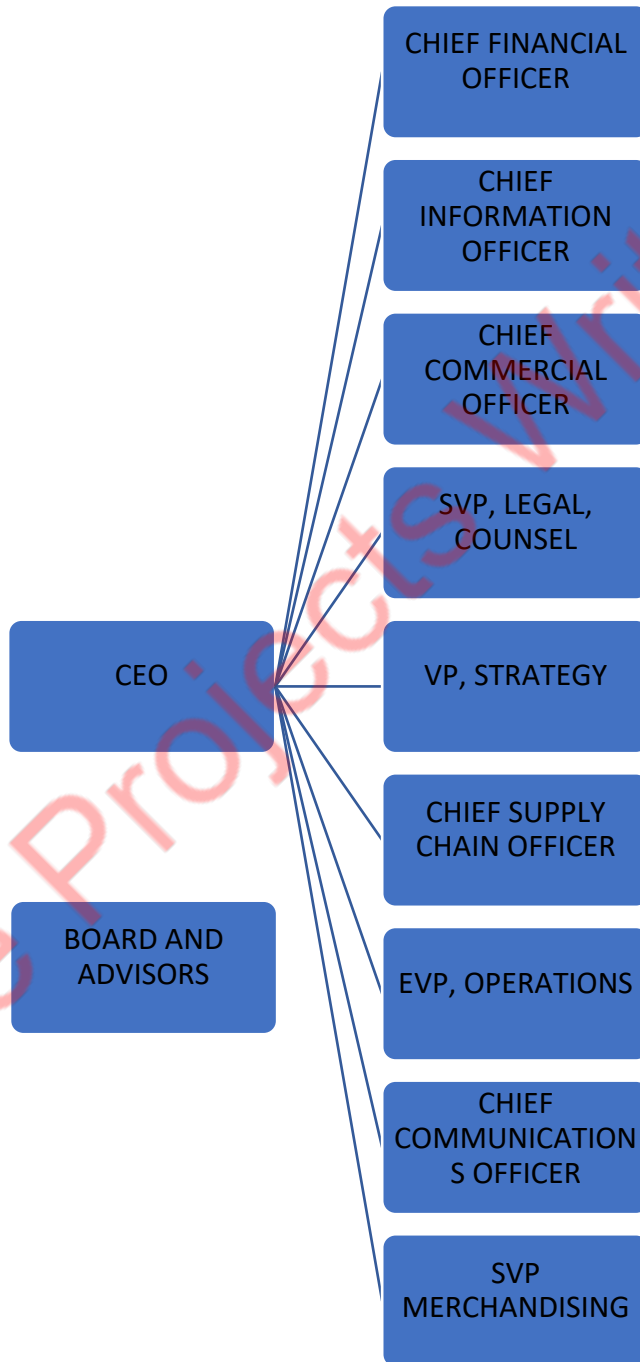 CHIEF FINANCIAL
OFFICER
CHIEF
INFORMATION
OFFICER
CHIEF
COMMERCIAL
OFFICER
SVP, LEGAL,
COUNSEL
CEO
VP, STRATEGY
CHIEF SUPPLY
CHAIN OFFICER
BOARD AND
ADVISORS
EVP, OPERATIONS
CHIEF
COMMUNICATION
S OFFICER
SVP
MERCHANDISING
Projects